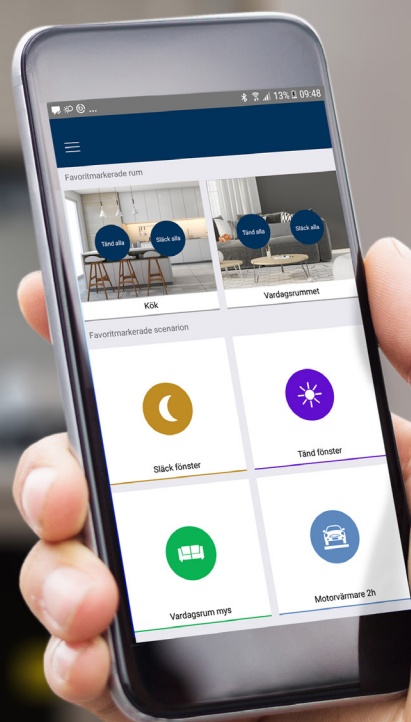 ... 13% 09:48
Favoritmarkerade rum
Tänd alla Släck alla Tänd alla Släck alla
Kök Vardagsrummet
Favoritmarkerade scenarion
Släck fönster Tänd fönster
Vardagsrum mys Motorvärmare 2h